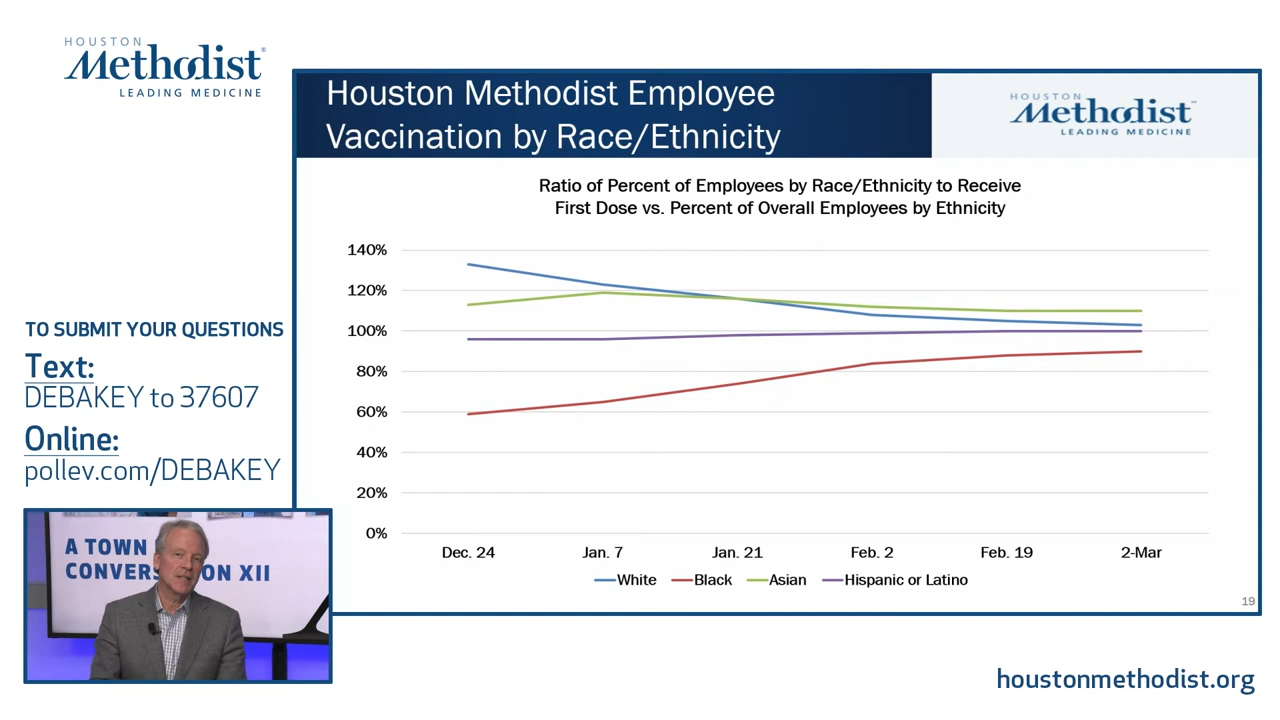 HOUSTON
Methodist
LEADING MEDICINE
Houston Methodist Employee
Vaccination by Race/Ethnicity
HOUSTON
Methodist
LEADING MEDICINE
Ratio of Percent of Employees by Race/Ethnicity to Receive
First Dose vs. Percent of Overall Employees by Ethnicity
140%
120%
100%
80%
60%
40%
20%
0%
Dec. 24 Jan. 7 Jan. 21 Feb. 2 Feb. 19 2-Mar
White Black Asian Hispanic or Latino
19
TO SUBMIT YOUR QUESTIONS
Text:
DEBAKEY to 37607
Online:
pollev.com/DEBAKEY
A TOWN
XII
houstonmethodist.org